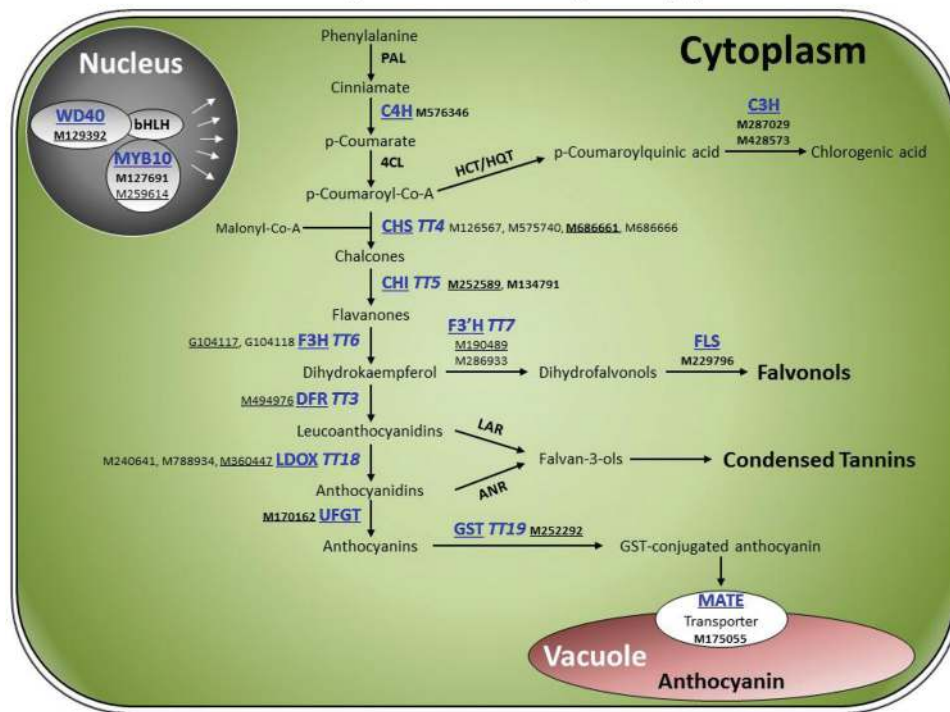 Cytoplasm
Nucleus
WD40
M129392
bHLH
MYB10
M127691
M259614
Phenylalanine
PAL
Cinniamate
C4H M576346
p-Coumarate
4CL
p-Coumaroyl-Co-A
HCT/HQT
p-Coumaroylquinic acid
C3H
M287029
M428573
Chlorogenic acid
Malonyl-Co-A
CHS TT4 M126567, M575740, M686661, M686666
Chalcones
CHI TT5 M252589, M134791
Flavanones
G104117, G104118 F3H TT6
F3'H TT7
M190489
M286933
FLS
M229796
Dihydrokaempferol
Dihydrofalvonols
Falvonols
M494976 DFR TT3
Leucoanthocyanidins
LAR
M240641, M788934, M360447 LDOX TT18
Falvan-3-ols
Condensed Tannins
Anthocyanidins
ANR
M170162 UFGT
Anthocyanins
GST TT19 M252292
GST-conjugated anthocyanin
MATE
Transporter
M175055
Vacuole
Anthocyanin